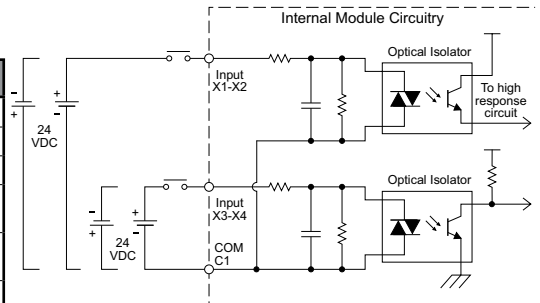 Internal Module Circuitry
Optical Isolator
- +
+ -
24
VDC
Input
X1-X2
To high
response
circuit
Optical Isolator
- +
+ -
24
VDC
Input
X3-X4
COM
C1